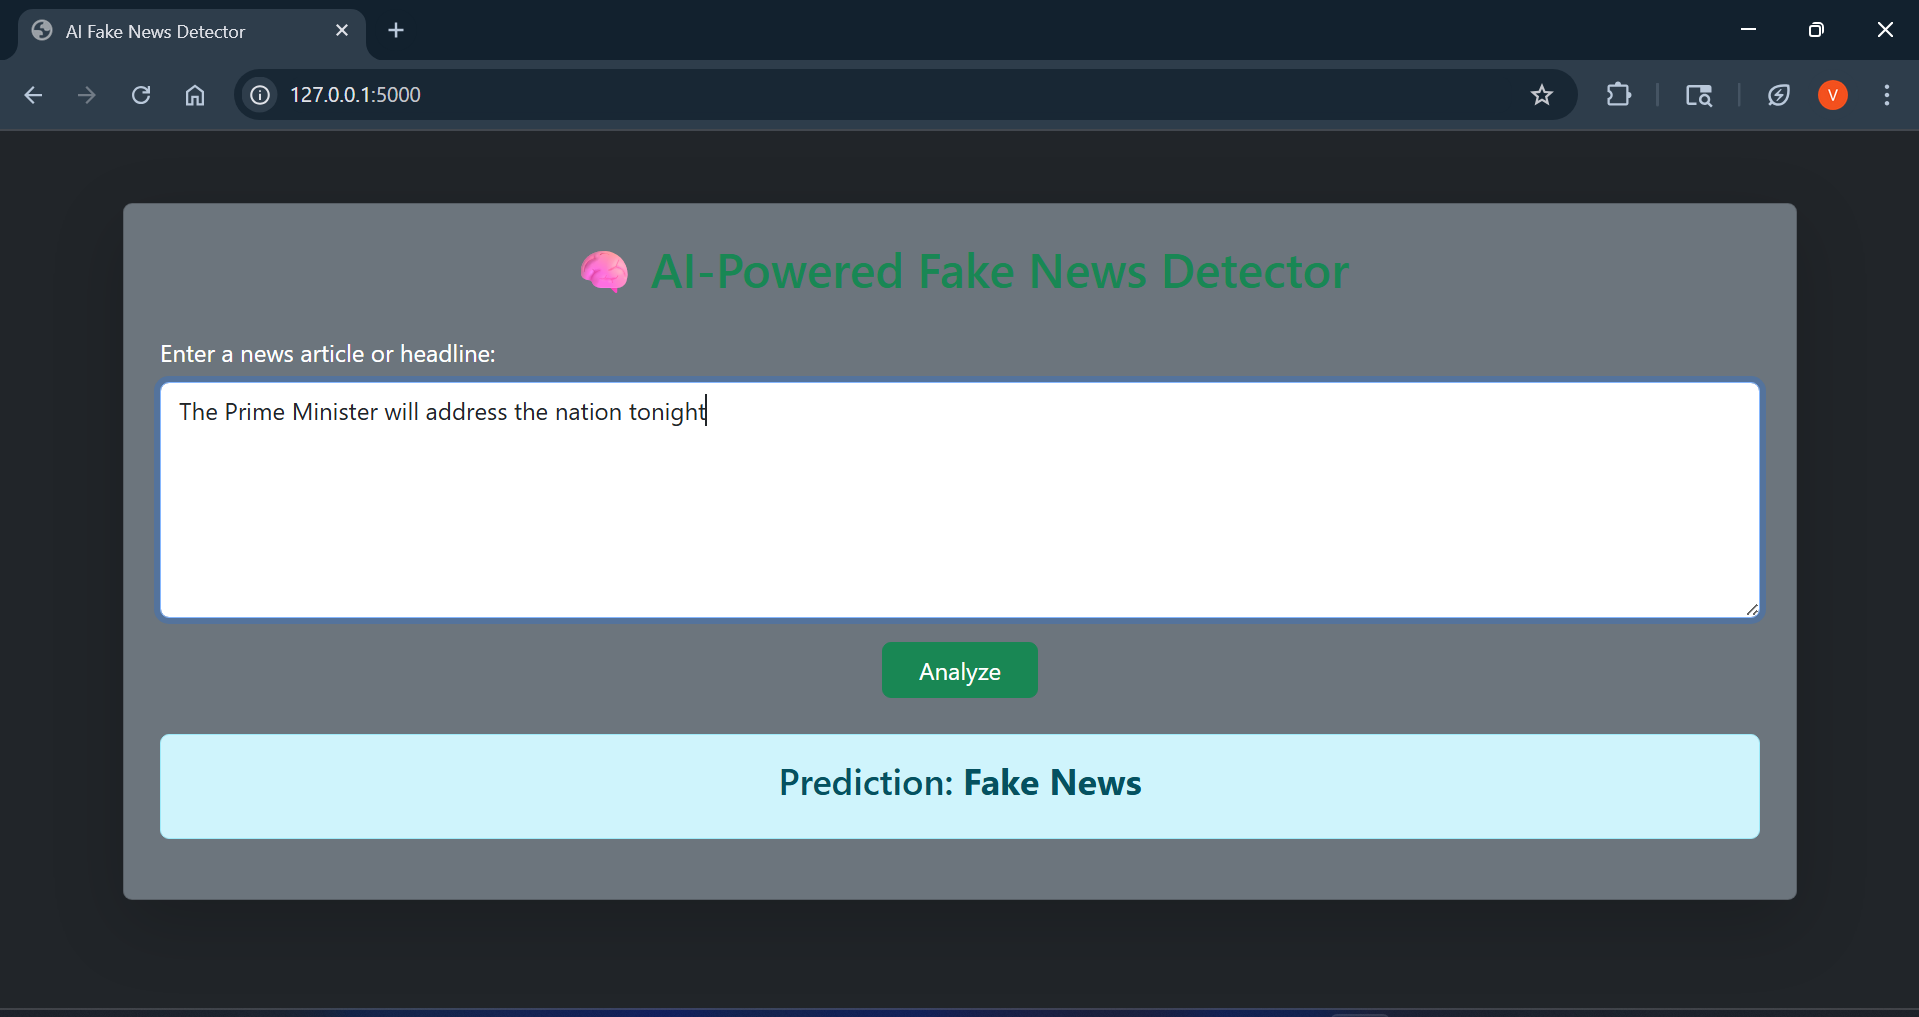 AI Fake News Detector
127.0.0.1:5000
V
AI-Powered Fake News Detector
Enter a news article or headline:
The Prime Minister will address the nation tonight
Analyze
Prediction: Fake News